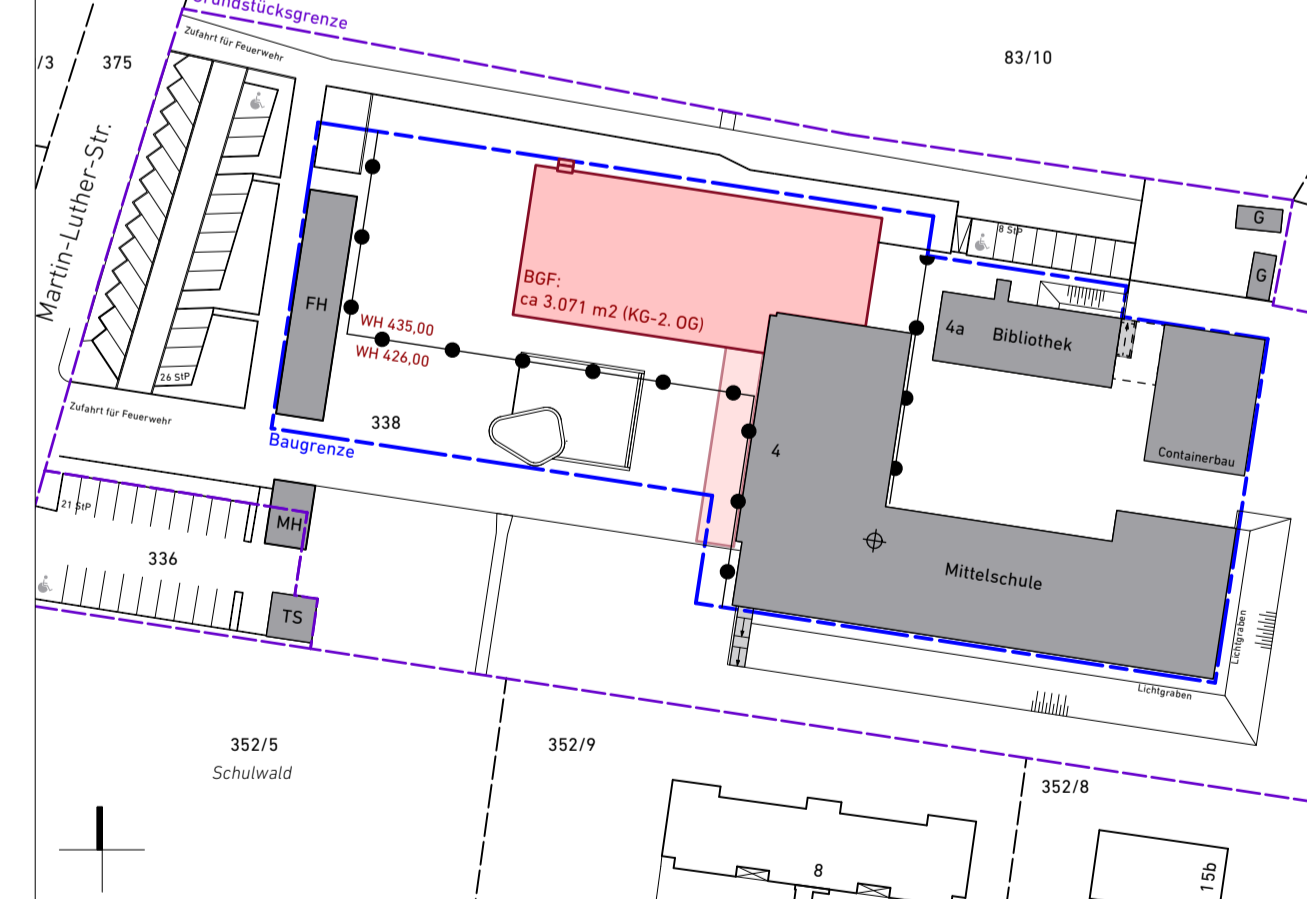 Grundstücksgrenze
Zufahrt für Feuerwehr
83/10
/3
375
Martin-Luther-Str.
8 StP
G
G
BGF:
ca 3.071 m2 (KG-2. OG)
FH
WH 435,00
WH 426,00
4a
Bibliothek
26 StP
Zufahrt für Feuerwehr
338
Baugrenze
4
Containerbau
21 StP
MH
336
Mittelschule
TS
Lichtgraben
Lichtgraben
352/5
Schulwald
352/9
352/8
8
15b